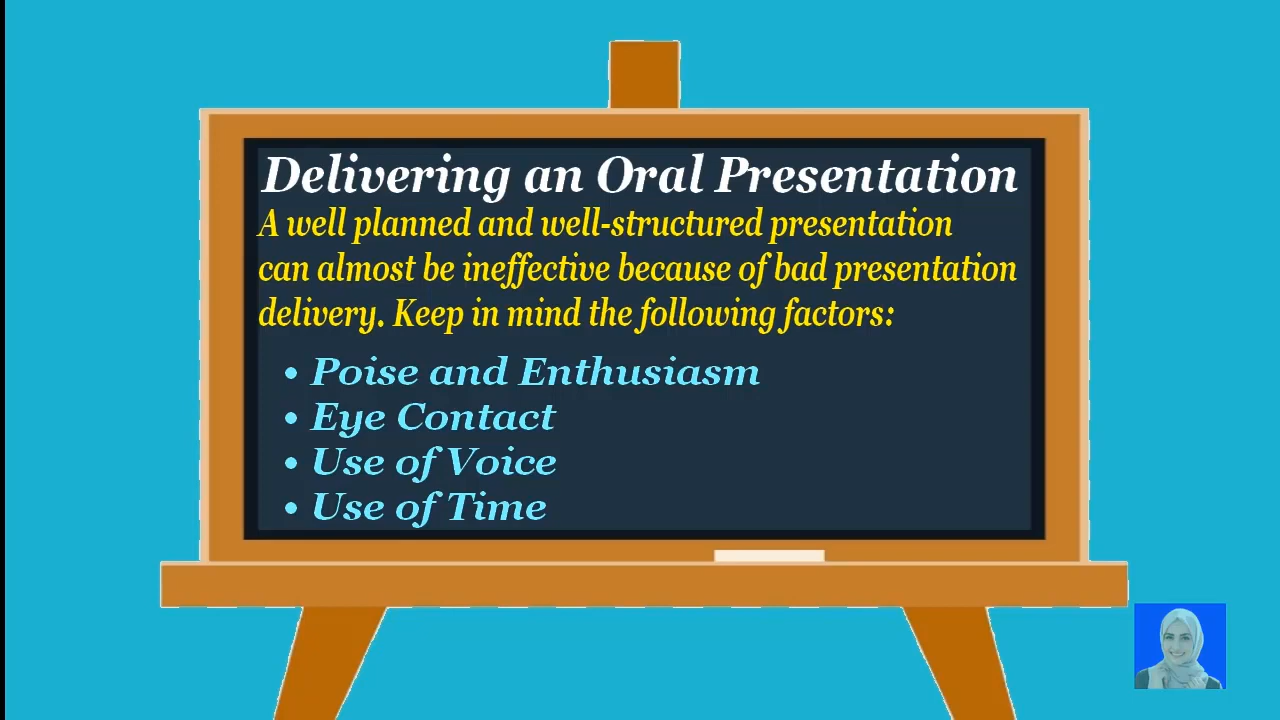 Delivering an Oral Presentation
A well planned and well-structured presentation
can almost be ineffective because of bad presentation
delivery. Keep in mind the following factors:
• Poise and Enthusiasm
• Eye Contact
• Use of Voice
• Use of Time